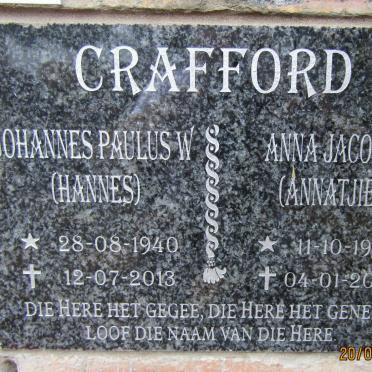 CRAFFORD
JOHANNES PAULUS W
(HANNES)
28-08-1940
12-07-2013
ANNA JACO
(ANNATJIE
11-10-19
04-01-20
DIE HERE HET GEGEE, DIE HERE HET GENE
LOOF DIE NAAM VAN DIE HERE
20/0